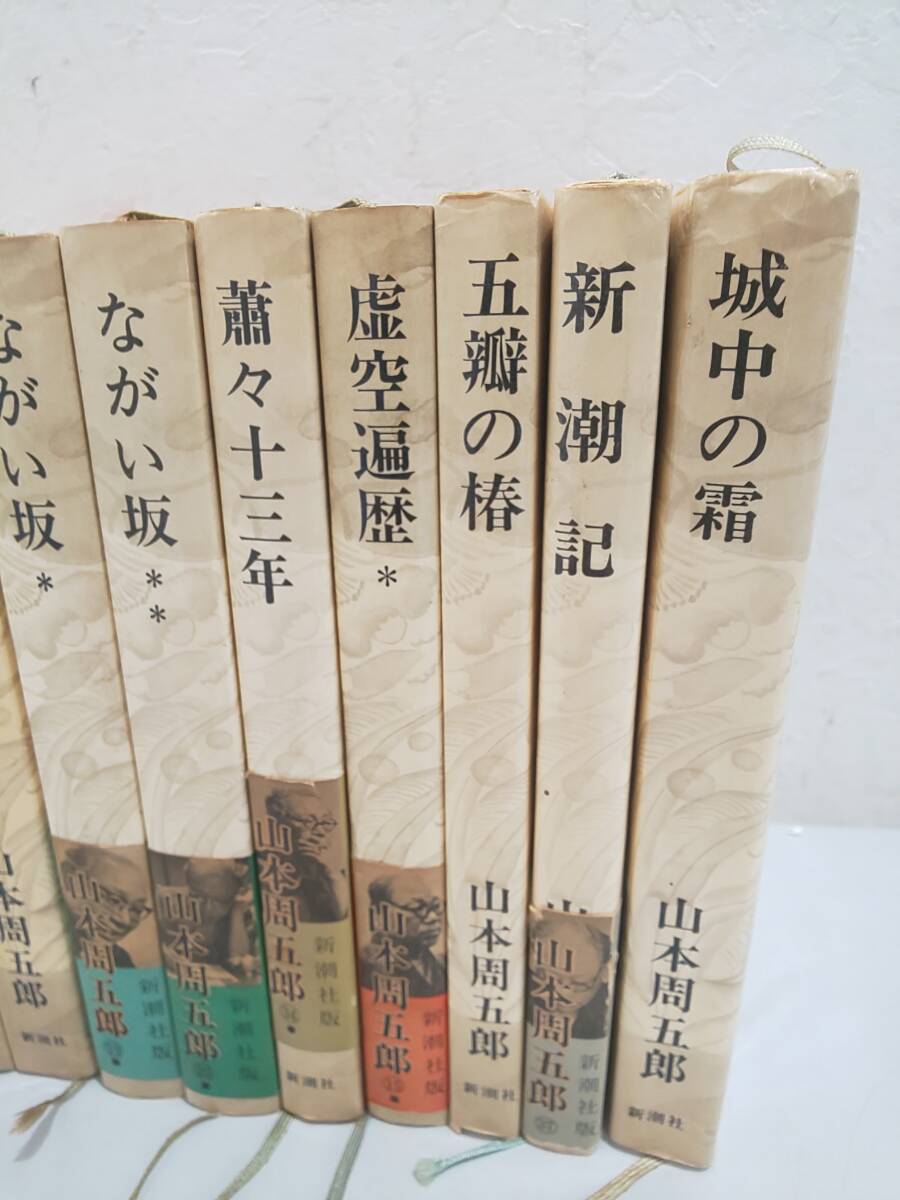 ながい坂 *
ながい坂 **
蕭々十三年
虚空遍歴 *
五瓣の椿
新潮記
城中の霜
山本周五郎
新潮社
山本周五郎
新潮社版
山本周五郎
新潮社版
山本周五郎
新潮社版
新潮社
山本周五郎
新潮社版
山本周五郎
新潮社
山本周五郎
新潮社版
山本周五郎
新潮社